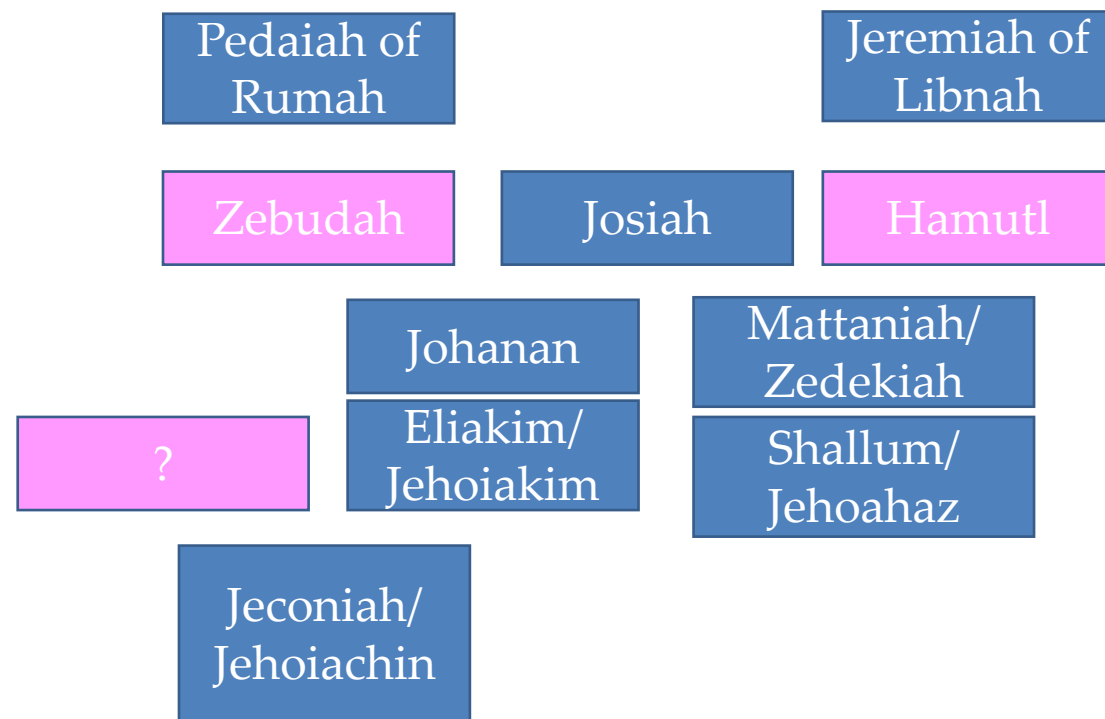 Pedaiah of
Rumah
Jeremiah of
Libnah
Zebudah
Josiah
Hamutl
Johanan
Mattaniah/
Zedekiah
?
Eliakim/
Jehoiakim
Shallum/
Jehoahaz
Jeconiah/
Jehoiachin